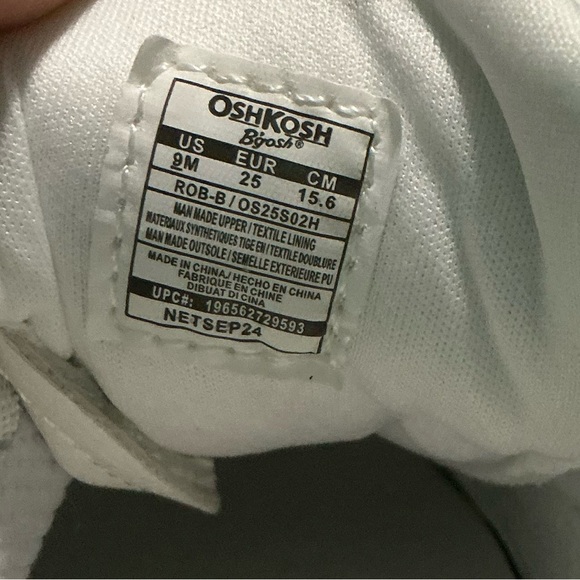 OSHKOSH
B'gosh®
US EUR CM
9M 25 15.6
ROB-B / OS25S02H
MAN MADE UPPER / TEXTILE LINING
MATERIAUX SYNTHETIQUES TIGE EN / TEXTILE DOUBLURE
MAN MADE OUTSOLE / SEMELLE EXTERIEURE PU
MADE IN CHINA / HECHO EN CHINA
FABRIQUE EN CHINE
DIBUAT DI CINA
UPC#: 196562729593
NETSEP24